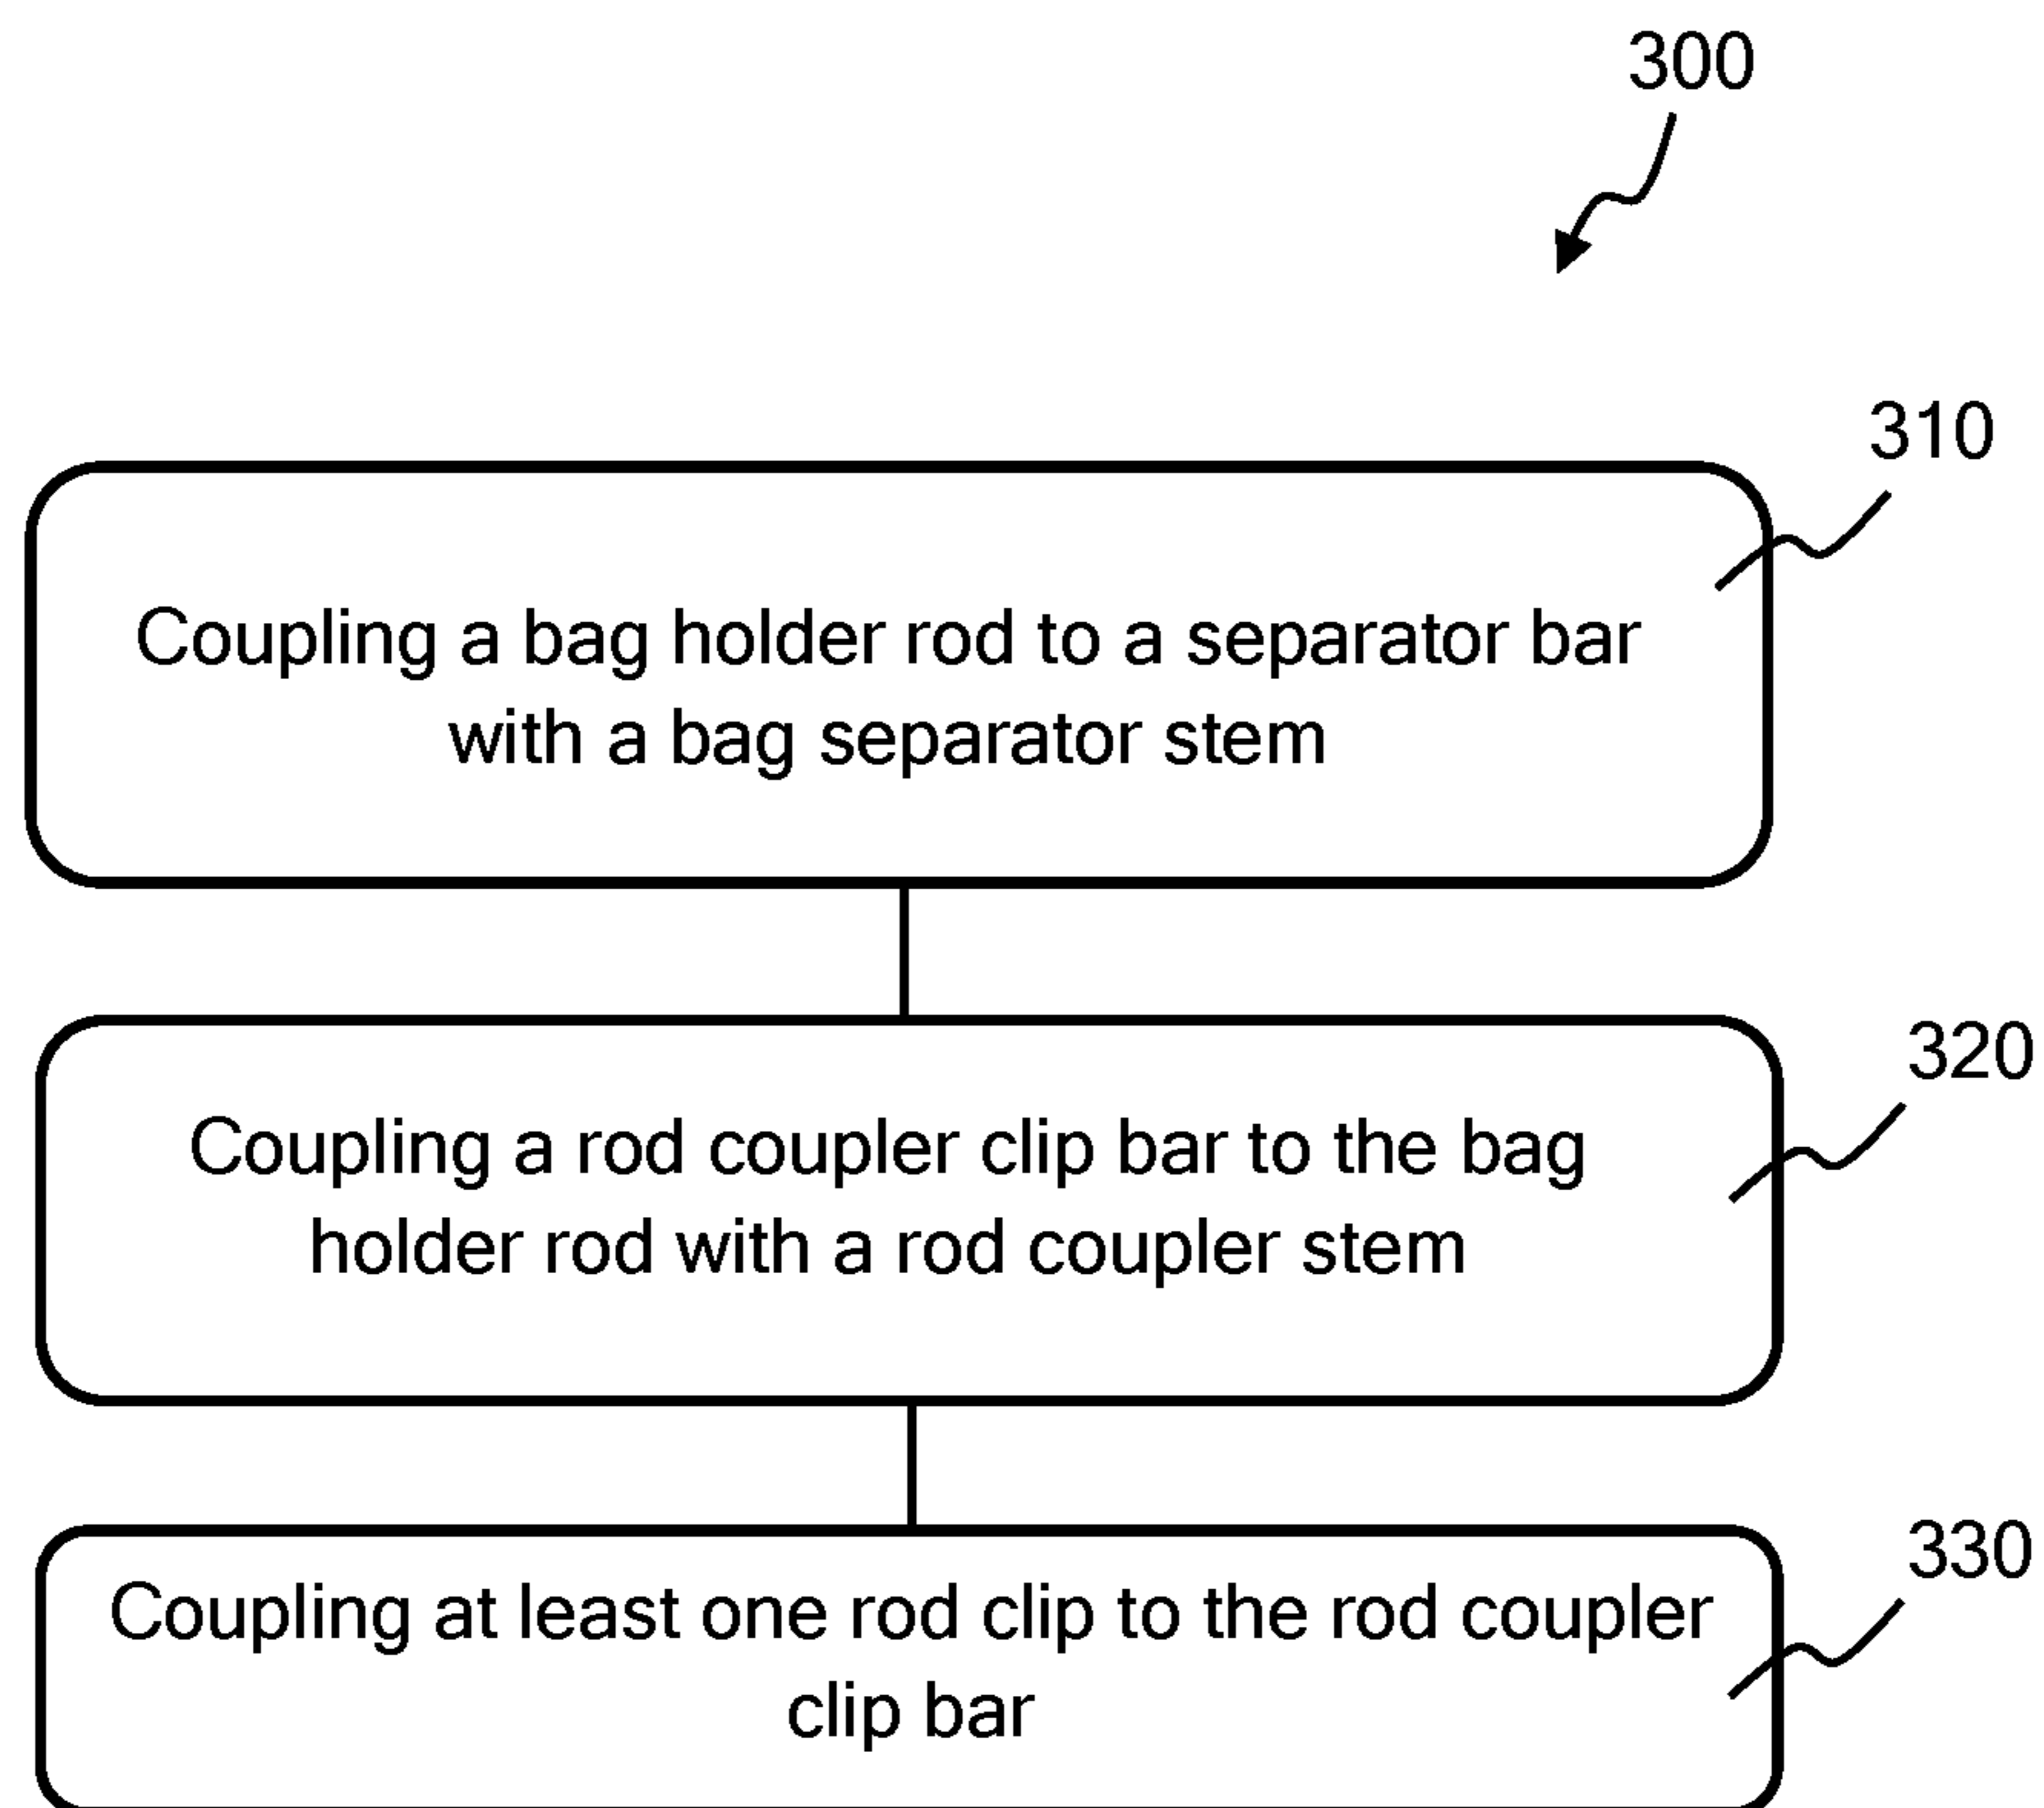 300
310
Coupling a bag holder rod to a separator bar
with a bag separator stem
320
Coupling a rod coupler clip bar to the bag
holder rod with a rod coupler stem
330
Coupling at least one rod clip to the rod coupler
clip bar